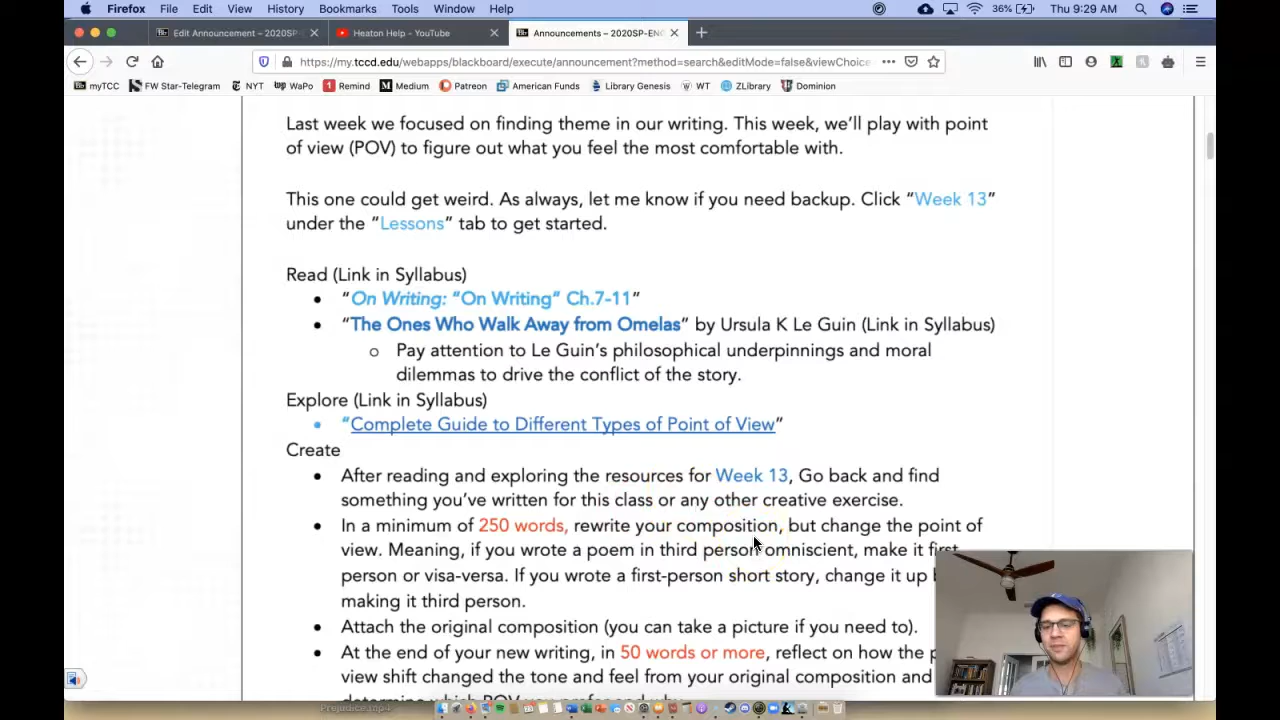 Firefox File Edit View History Bookmarks Tools Window Help 36% Thu 9:29 AM
Edit Announcement – 2020SP- Heaton Help - YouTube Announcements – 2020SP-EN
https://my.tccd.edu/webapps/blackboard/execute/announcement?method=search&editMode=false&viewChoice
myTCC FW Star-Telegram NYT WaPo Remind Medium Patreon American Funds Library Genesis WT ZLibrary Dominion
Last week we focused on finding theme in our writing. This week, we’ll play with point
of view (POV) to figure out what you feel the most comfortable with.
This one could get weird. As always, let me know if you need backup. Click “Week 13”
under the “Lessons” tab to get started.
Read (Link in Syllabus)
• “On Writing: “On Writing” Ch.7-11”
• “The Ones Who Walk Away from Omelas” by Ursula K Le Guin (Link in Syllabus)
o Pay attention to Le Guin’s philosophical underpinnings and moral
dilemmas to drive the conflict of the story.
Explore (Link in Syllabus)
• “Complete Guide to Different Types of Point of View”
Create
• After reading and exploring the resources for Week 13, Go back and find
something you’ve written for this class or any other creative exercise.
• In a minimum of 250 words, rewrite your composition, but change the point of
view. Meaning, if you wrote a poem in third person omniscient, make it first
person or visa-versa. If you wrote a first-person short story, change it up
making it third person.
• Attach the original composition (you can take a picture if you need to).
• At the end of your new writing, in 50 words or more, reflect on how the
view shift changed the tone and feel from your original composition and
determine which POV you prefer and why.
Prejudice.mp4